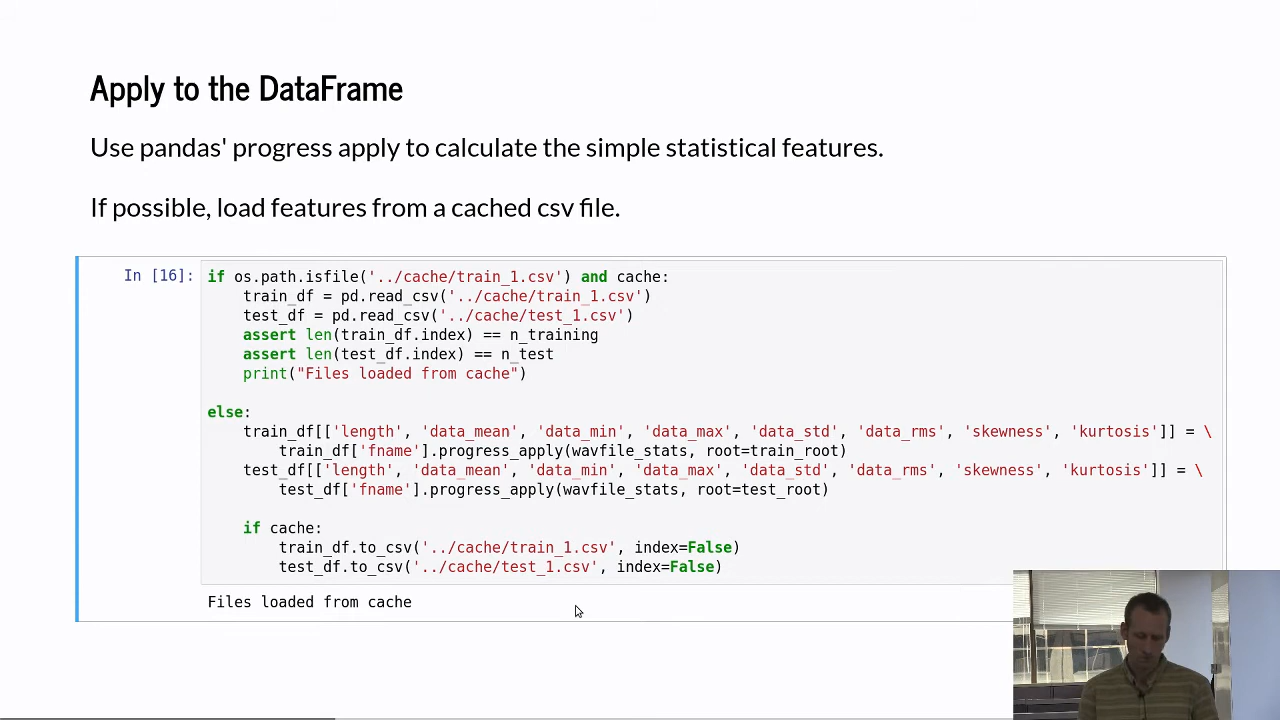 Apply to the DataFrame
Use pandas' progress apply to calculate the simple statistical features.
If possible, load features from a cached csv file.
In [16]: if os.path.isfile('../cache/train_1.csv') and cache:
train_df = pd.read_csv('../cache/train_1.csv')
test_df = pd.read_csv('../cache/test_1.csv')
assert len(train_df.index) == n_training
assert len(test_df.index) == n_test
print("Files loaded from cache")
else:
train_df[['length', 'data_mean', 'data_min', 'data_max', 'data_std', 'data_rms', 'skewness', 'kurtosis']] = \
train_df['fname'].progress_apply(wavfile_stats, root=train_root)
test_df[['length', 'data_mean', 'data_min', 'data_max', 'data_std', 'data_rms', 'skewness', 'kurtosis']] = \
test_df['fname'].progress_apply(wavfile_stats, root=test_root)
if cache:
train_df.to_csv('../cache/train_1.csv', index=False)
test_df.to_csv('../cache/test_1.csv', index=False)
Files loaded from cache